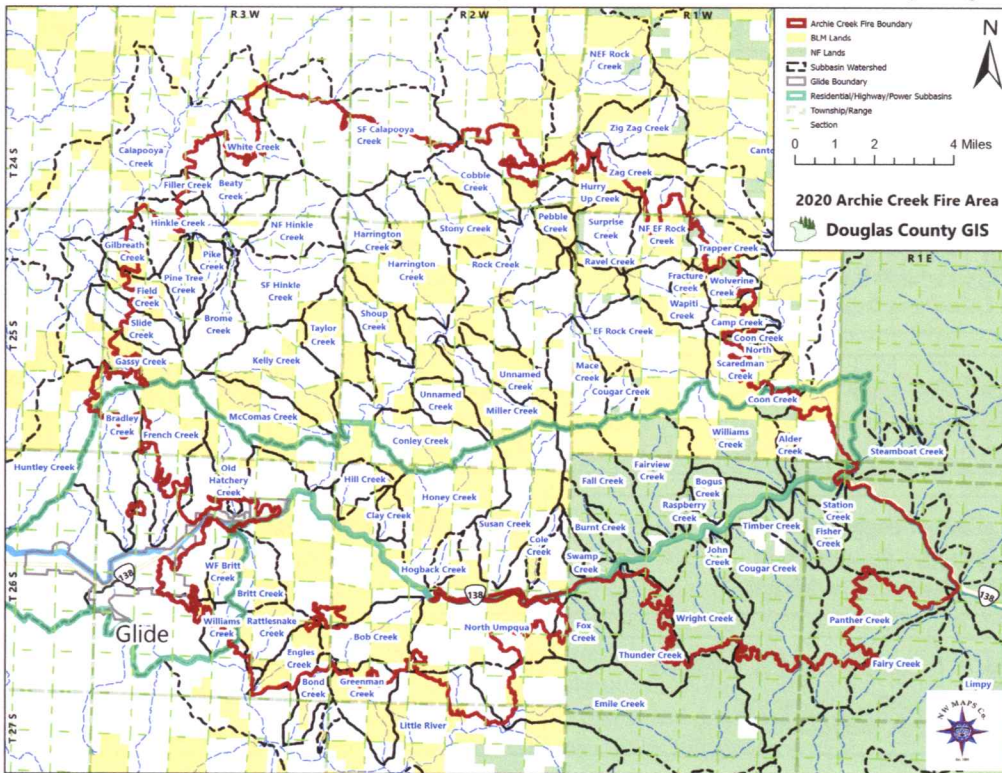 R 3 W
R 2 W
R 1 W
Archie Creek Fire Boundary
BLM Lands
NF Lands
Subbasin Watershed
Glide Boundary
Residential/Highway/Power Subbasins
Township/Range
Section
N
0 2 4 Miles
2020 Archie Creek Fire Area
Douglas County GIS
R 1 E
T 24 S
T 25 S
T 26 S
T 27 S
NEF Rock
Creek
SF Calapooya
Creek
Zig Zag Creek
White Creek
Calapooya
Creek
Zag Creek
Cobble
Creek
Filler Creek
Beaty
Creek
Hurry
Up Creek
Hinkle Creek
NF Hinkle
Creek
Harrington
Creek
Stony Creek
Pebble
Creek
Surprise
Creek
NF EF Rock
Creek
Gilbreath
Creek
Pike
Creek
Trapper Creek
Harrington
Creek
Rock Creek
Ravel Creek
Pine Tree
Creek
SF Hinkle
Creek
Fracture
Creek
Wolverine
Creek
Field
Creek
Wapiti
Creek
Slide
Creek
Brome
Creek
Taylor
Creek
Shoup
Creek
EF Rock Creek
Camp Creek
Coon Creek
North
Scaredman
Creek
Gassy Creek
Kelly Creek
Unnamed
Creek
Mace
Creek
Cougar Creek
Unnamed
Creek
Coon Creek
Miller Creek
McComas Creek
Bradley
Creek
French Creek
Conley Creek
Williams
Creek
Alder
Creek
Steamboat Creek
Huntley Creek
Old
Hatchery
Creek
Hill Creek
Honey Creek
Fall Creek
Fairview
Creek
Bogus
Creek
Raspberry
Creek
Station
Creek
Clay Creek
Susan Creek
Burnt Creek
Timber Creek
Fisher
Creek
Cole
Creek
Swamp
Creek
John
Creek
Cougar Creek
Hogback Creek
WF Britt
Creek
Britt Creek
138
138
138
Glide
Williams
Creek
Rattlesnake
Creek
Bob Creek
North Umpqua
Fox
Creek
Wright Creek
Panther Creek
Engles
Creek
Thunder Creek
Fairy Creek
Bond
Creek
Greenman
Creek
Limpy
Emile Creek
Little River
NW MAPS Co.